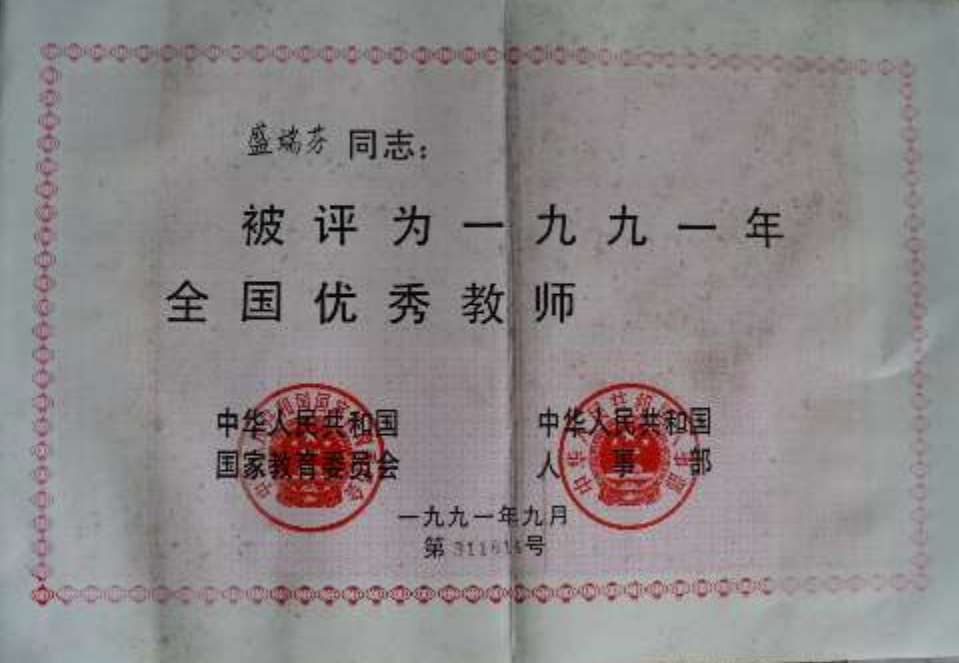 盛瑞芬 同志:
被评为一九九一年
全国优秀教师
中华人民共和国
国家教育委员会
中华人民共和国
人事部
一九九一年九月
第 号